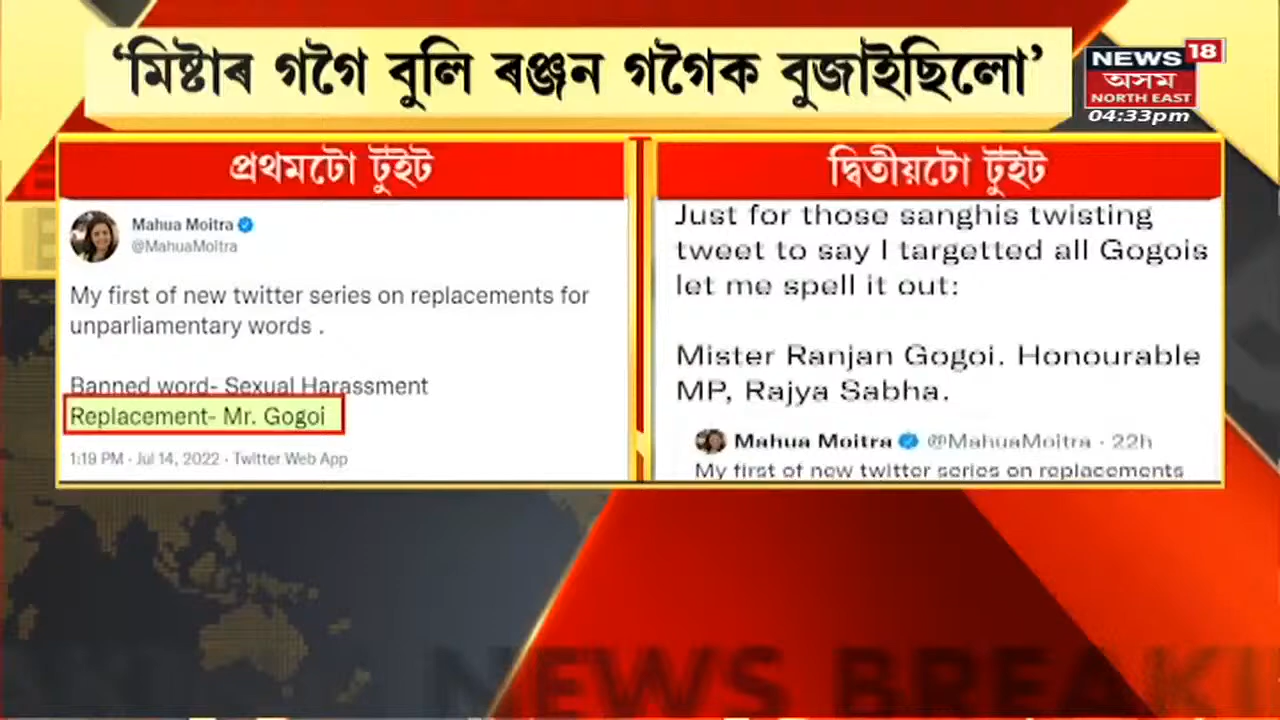 ‘মিষ্টাৰ গগৈ বুলি ৰঞ্জন গগৈক বুজাইছিলো’
NEWS 18
অসম
NORTH EAST
04:33pm
প্ৰথমটো টুইট
Mahua Moitra
@MahuaMoitra
My first of new twitter series on replacements for
unparliamentary words .
Banned word- Sexual Harassment
Replacement- Mr. Gogoi
1:19 PM · Jul 14, 2022 · Twitter Web App
দ্বিতীয়টো টুইট
Just for those sanghis twisting
tweet to say I targetted all Gogois
let me spell it out:
Mister Ranjan Gogoi. Honourable
MP, Rajya Sabha.
Mahua Moitra @MahuaMoitra · 22h
My first of new twitter series on replacements
NEWS BREAKI